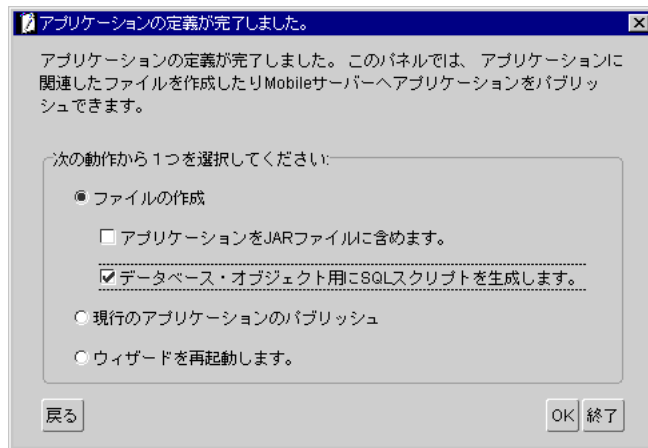 アプリケーションの定義が完了しました。
アプリケーションの定義が完了しました。このパネルでは、アプリケーションに
関連したファイルを作成したりMobileサーバーへアプリケーションをパブリッ
シュできます。
次の動作から1つを選択してください:
ファイルの作成
アプリケーションをJARファイルに含めます。
データベース・オブジェクト用にSQLスクリプトを生成します。
現行のアプリケーションのパブリッシュ
ウィザードを再起動します。
戻る OK 終了